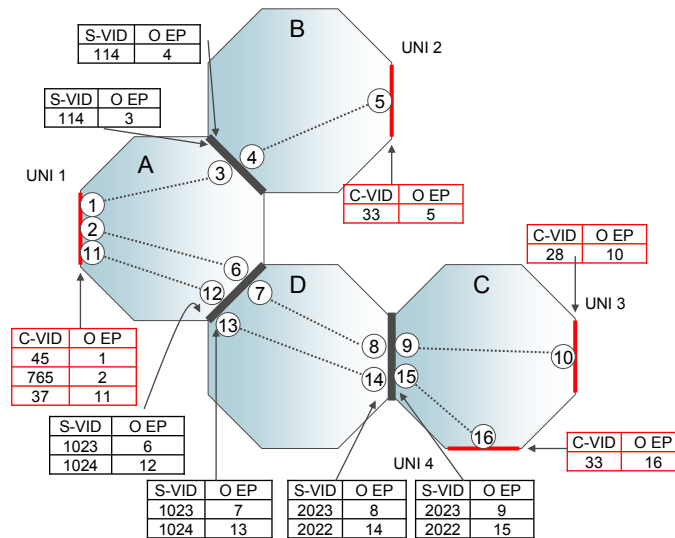 B
S-VID O EP
114 4
UNI 2
S-VID O EP
114 3
5
4
A
3
UNI 1
1
2
11
C-VID O EP
33 5
C-VID O EP
28 10
6
12
D
7
13
C
UNI 3
8
14
9
10
15
16
C-VID O EP
45 1
765 2
37 11
S-VID O EP
1023 6
1024 12
C-VID O EP
33 16
UNI 4
S-VID O EP
1023 7
1024 13
S-VID O EP
2023 8
2022 14
S-VID O EP
2023 9
2022 15